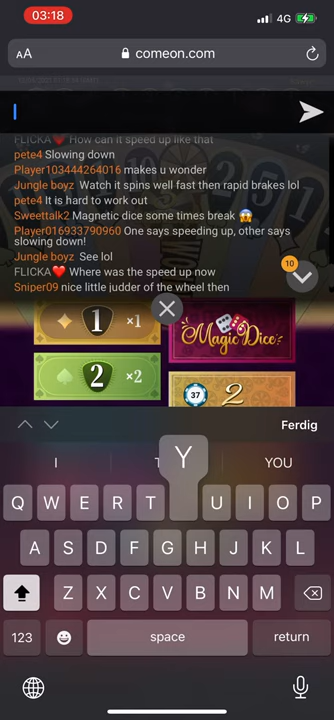 03:18
4G
AA
comeon.com
FLICKA❤️ How can it speed up like that
pete4 Slowing down
Player103444264016 makes u wonder
Jungle boyz Watch it spins well fast then rapid brakes lol
pete4 It is hard to work out
Sweettalk2 Magnetic dice some times break 😱
Player016933790960 One says speeding up, other says
slowing down!
Jungle boyz See lol
FLICKA❤️ Where was the speed up now
Sniper09 nice little judder of the wheel then
10
1 ×1
Magic Dice
2 ×2
37 2
Ferdig
I
YOU
Y
Q W E R T U I O P
A S D F G H J K L
Z X C V B N M
123 space return